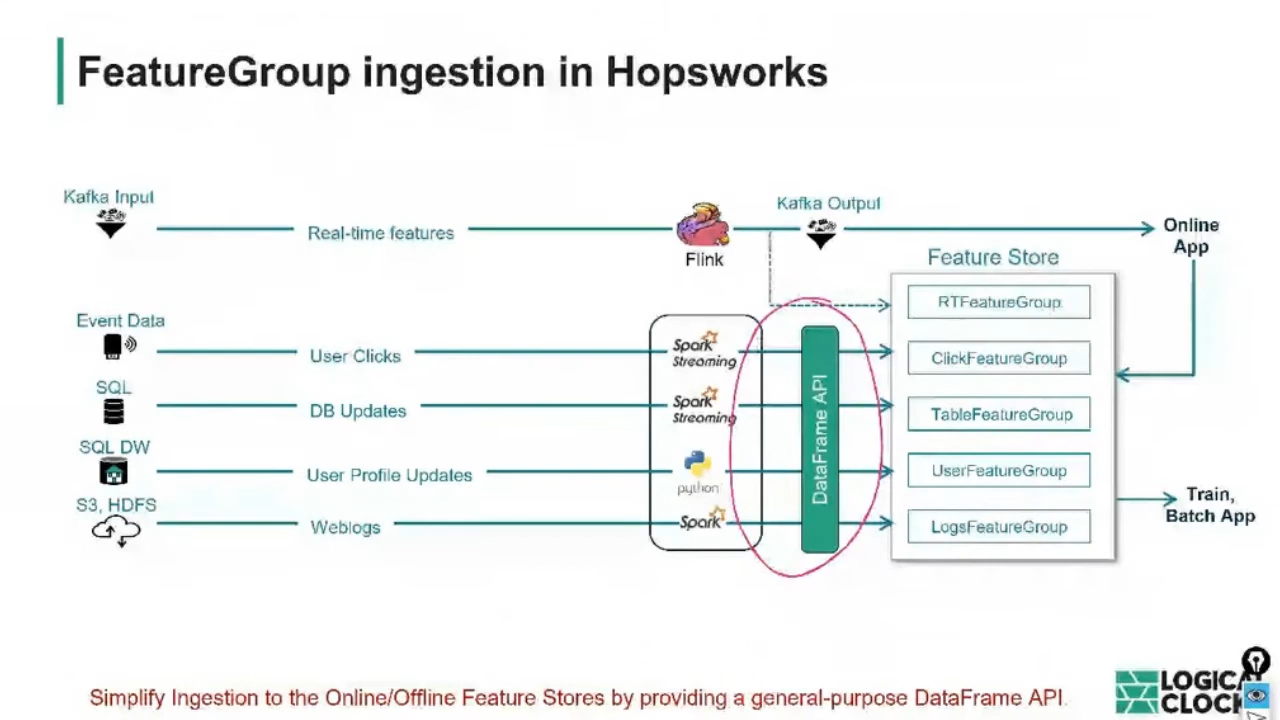 FeatureGroup ingestion in Hopsworks
Kafka Input
Real-time features
Flink
Kafka Output
Online
App
Feature Store
RTFeatureGroup
Event Data
User Clicks
Spark
Streaming
ClickFeatureGroup
SQL
DB Updates
Spark
Streaming
TableFeatureGroup
DataFrame API
SQL DW
User Profile Updates
python
UserFeatureGroup
S3, HDFS
Weblogs
Spark
LogsFeatureGroup
Train,
Batch App
Simplify Ingestion to the Online/Offline Feature Stores by providing a general-purpose DataFrame API.